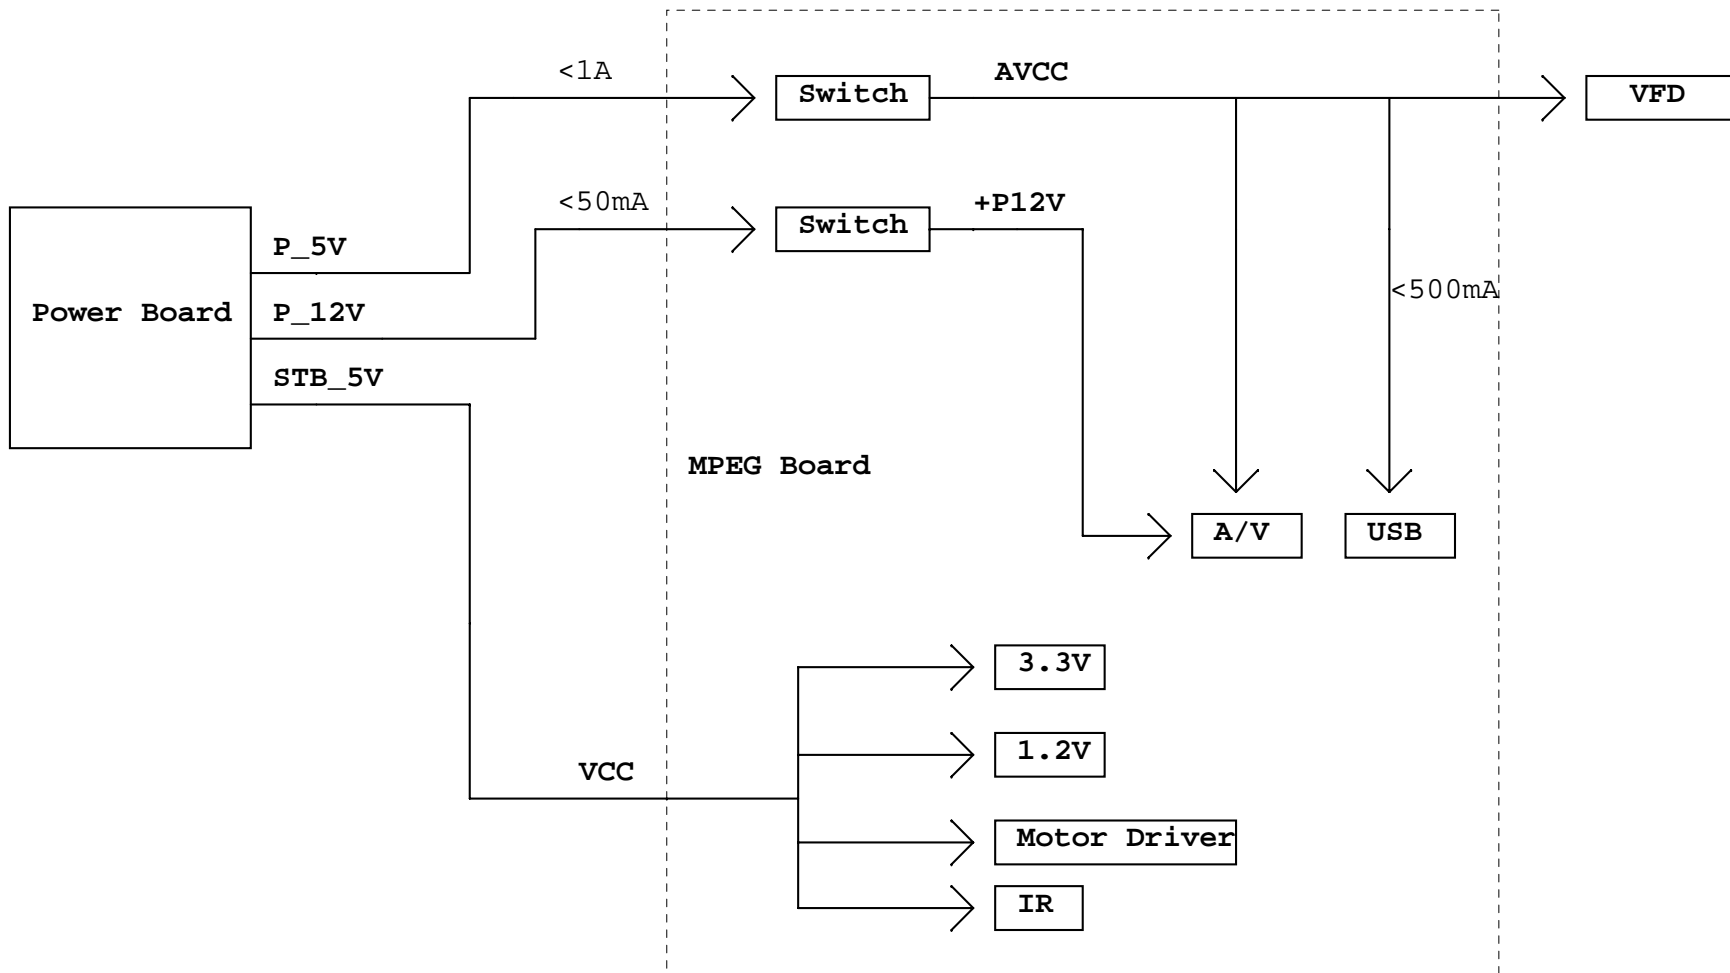 <1A
AVCC
Switch
VFD
<50mA
+P12V
Switch
P_5V
<500mA
Power Board
P_12V
STB_5V
MPEG Board
A/V
USB
3.3V
1.2V
VCC
Motor Driver
IR